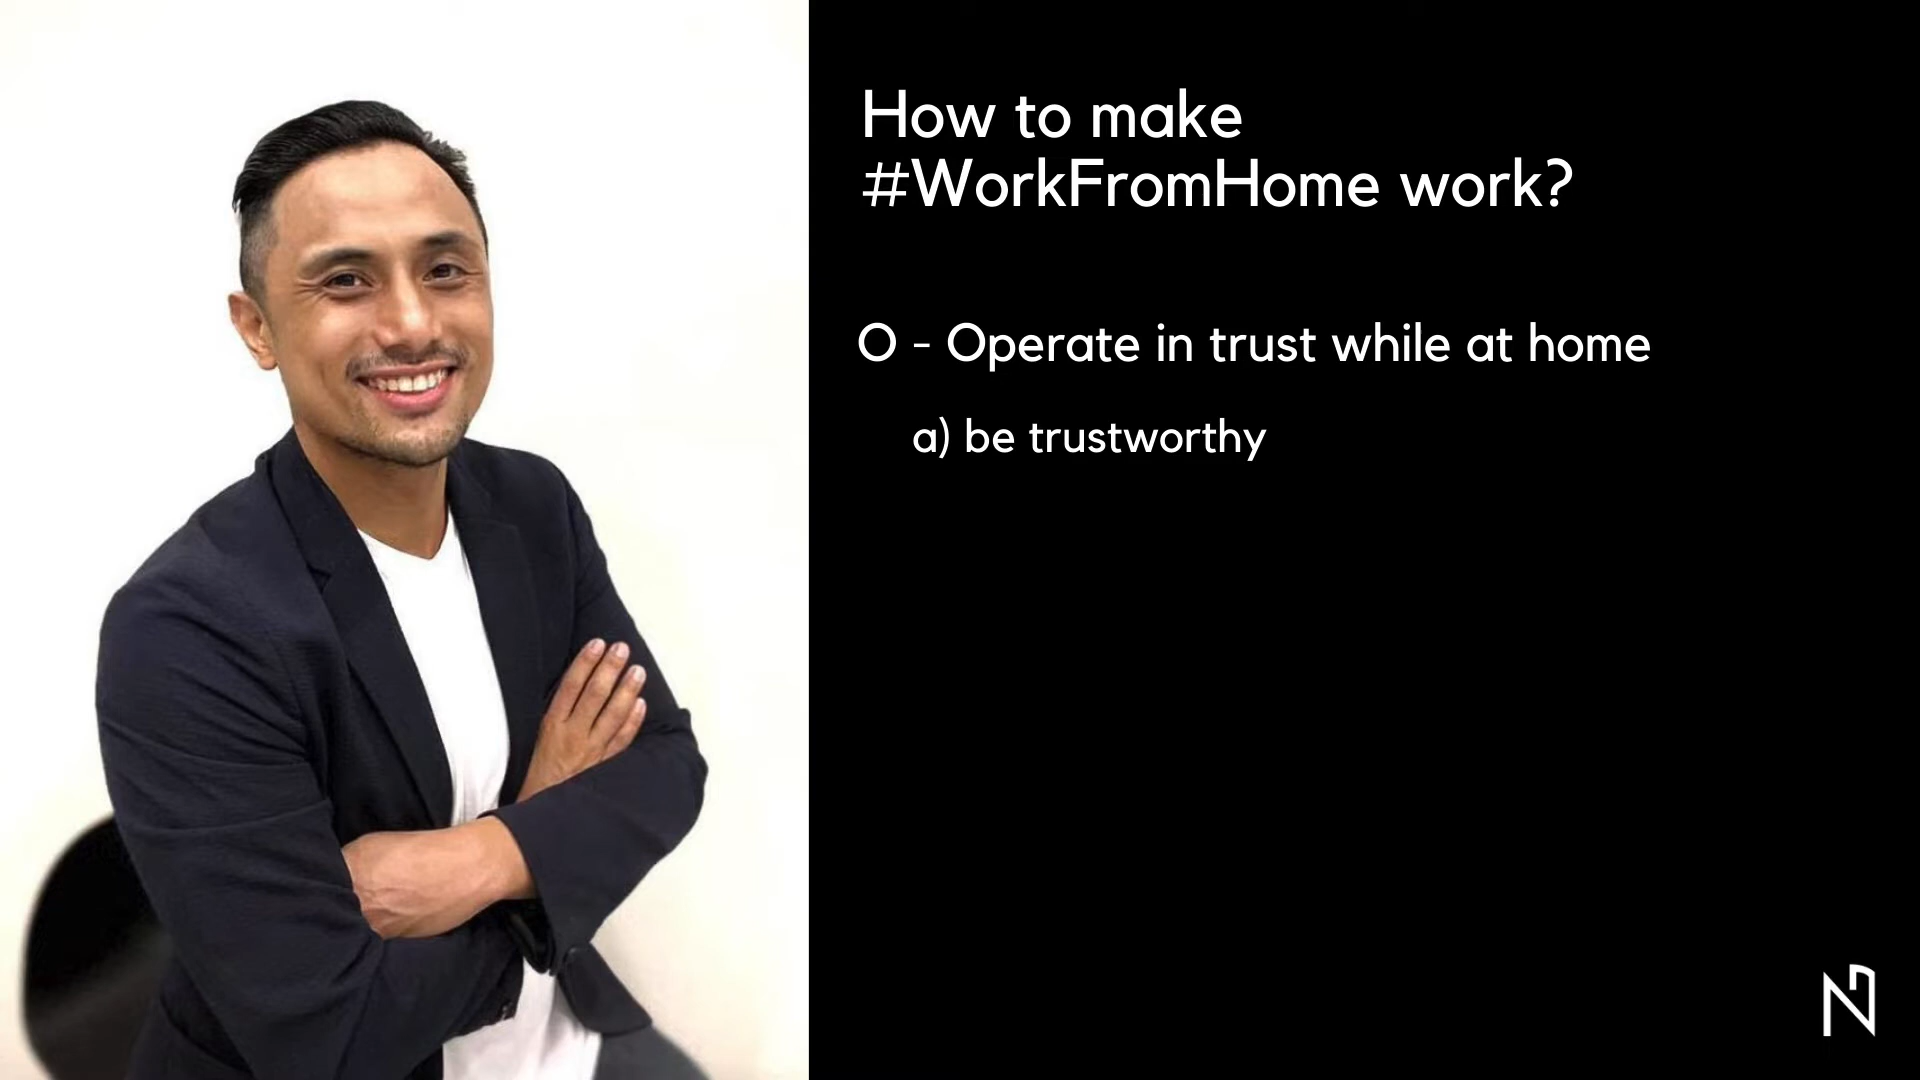 How to make
#WorkFromHome work?
O - Operate in trust while at home
a) be trustworthy